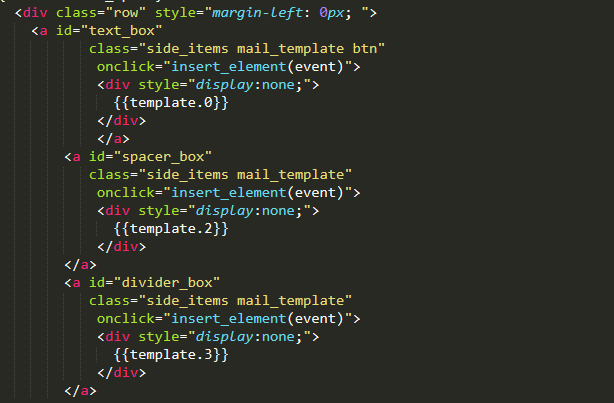 <div class="row" style="margin-left: 0px; ">
<a id="text_box"
class="side_items mail_template btn"
onclick="insert_element(event)">
<div style="display:none;">
{{template.0}}
</div>
</a>
<a id="spacer_box"
class="side_items mail_template"
onclick="insert_element(event)">
<div style="display:none;">
{{template.2}}
</div>
</a>
<a id="divider_box"
class="side_items mail_template"
onclick="insert_element(event)">
<div style="display:none;">
{{template.3}}
</div>
</a>